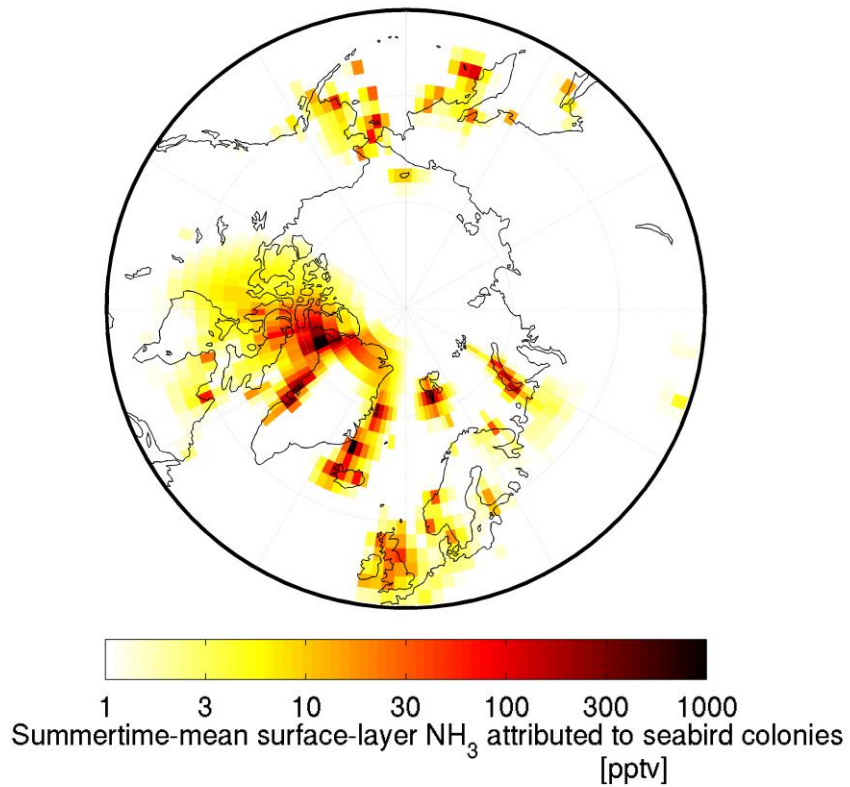 1 3 10 30 100 300 1000
Summertime-mean surface-layer NH₃ attributed to seabird colonies
[pptv]